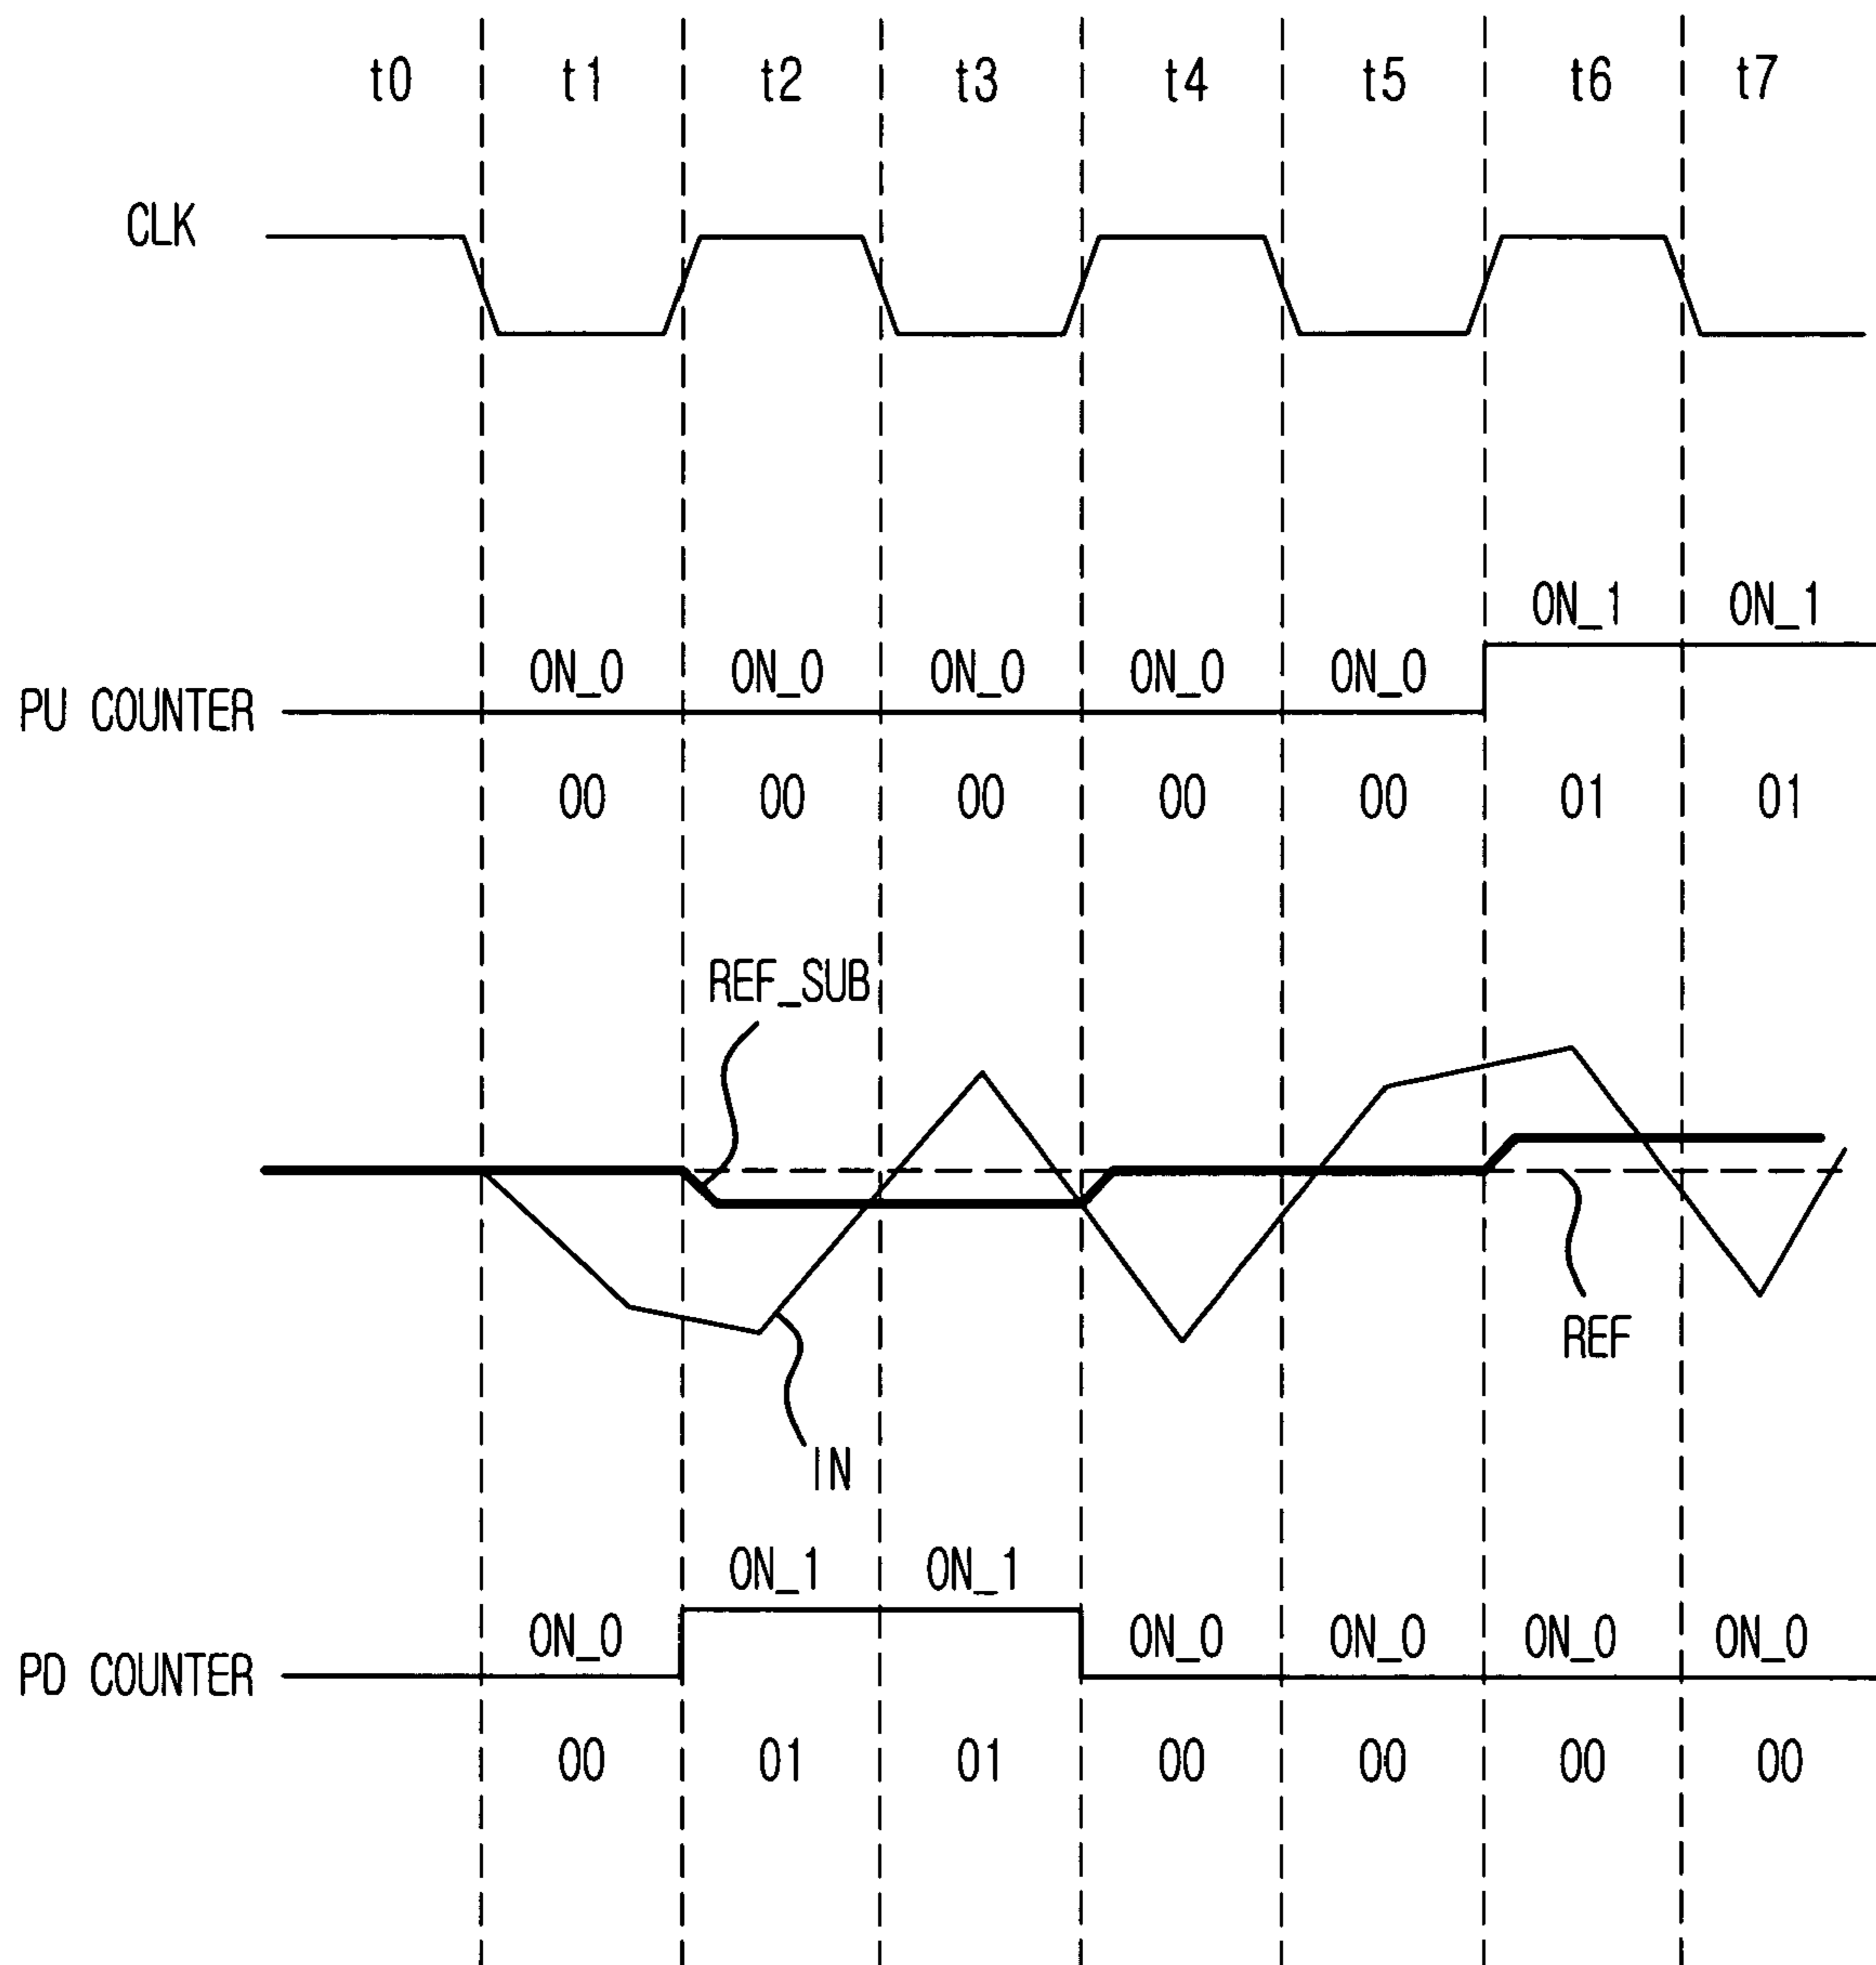 t0 t1 t2 t3 t4 t5 t6 t7
CLK
ON_1 ON_1
ON_0 ON_0 ON_0 ON_0 ON_0
PU COUNTER
00 00 00 00 00 01 01
REF_SUB
REF
IN
ON_1 ON_1
ON_0 ON_0 ON_0 ON_0 ON_0
PD COUNTER
00 01 01 00 00 00 00